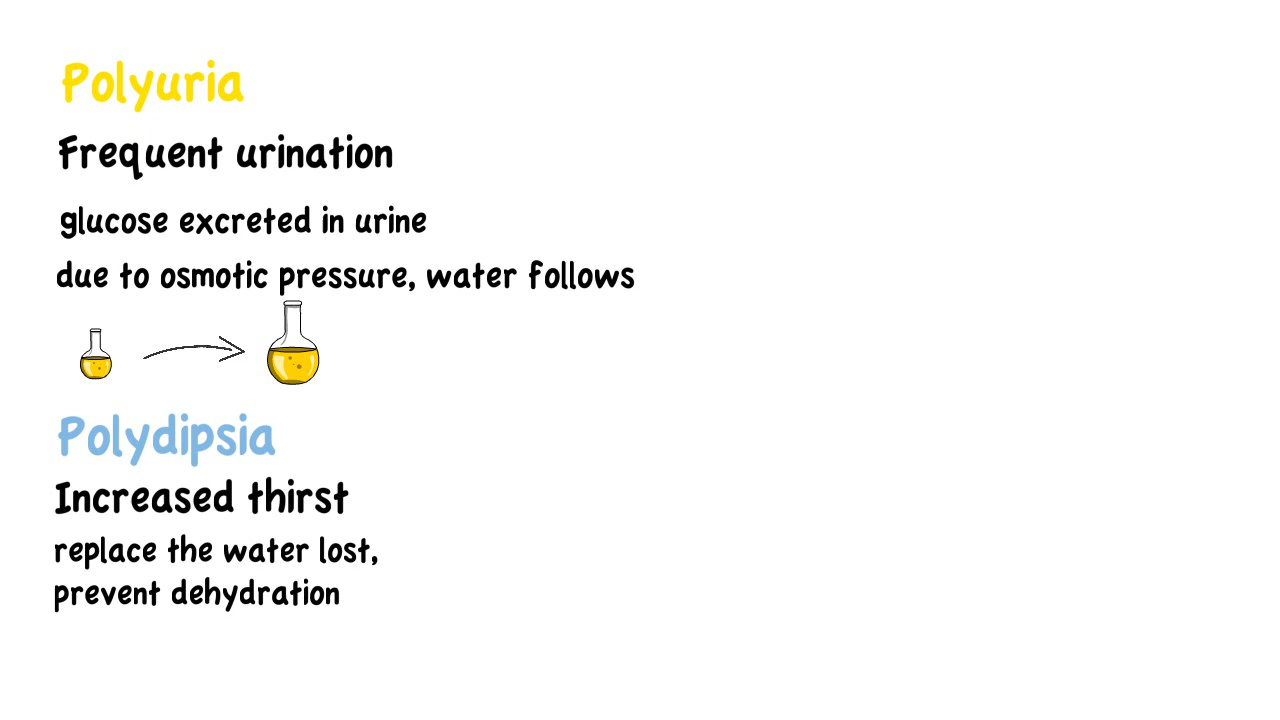 Polyuria
Frequent urination
glucose excreted in urine
due to osmotic pressure, water follows
Polydipsia
Increased thirst
replace the water lost,
prevent dehydration